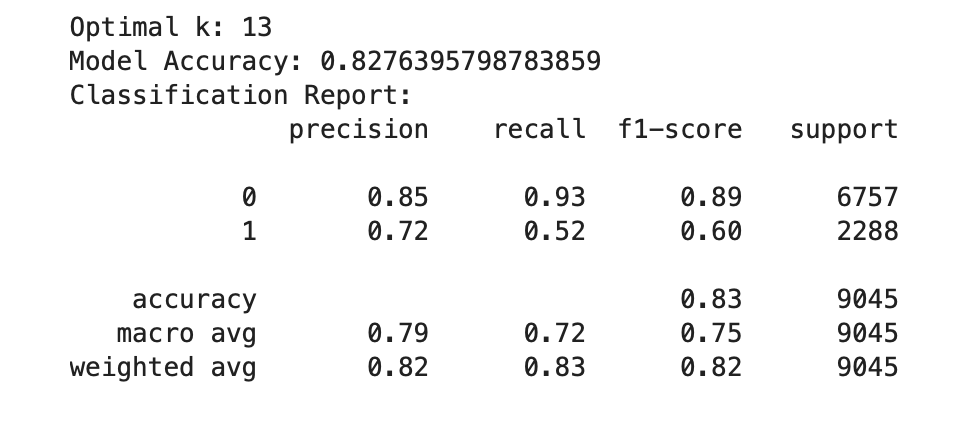 Optimal k: 13
Model Accuracy: 0.8276395798783859
Classification Report:
precision recall f1-score support
0 0.85 0.93 0.89 6757
1 0.72 0.52 0.60 2288
accuracy 0.83 9045
macro avg 0.79 0.72 0.75 9045
weighted avg 0.82 0.83 0.82 9045